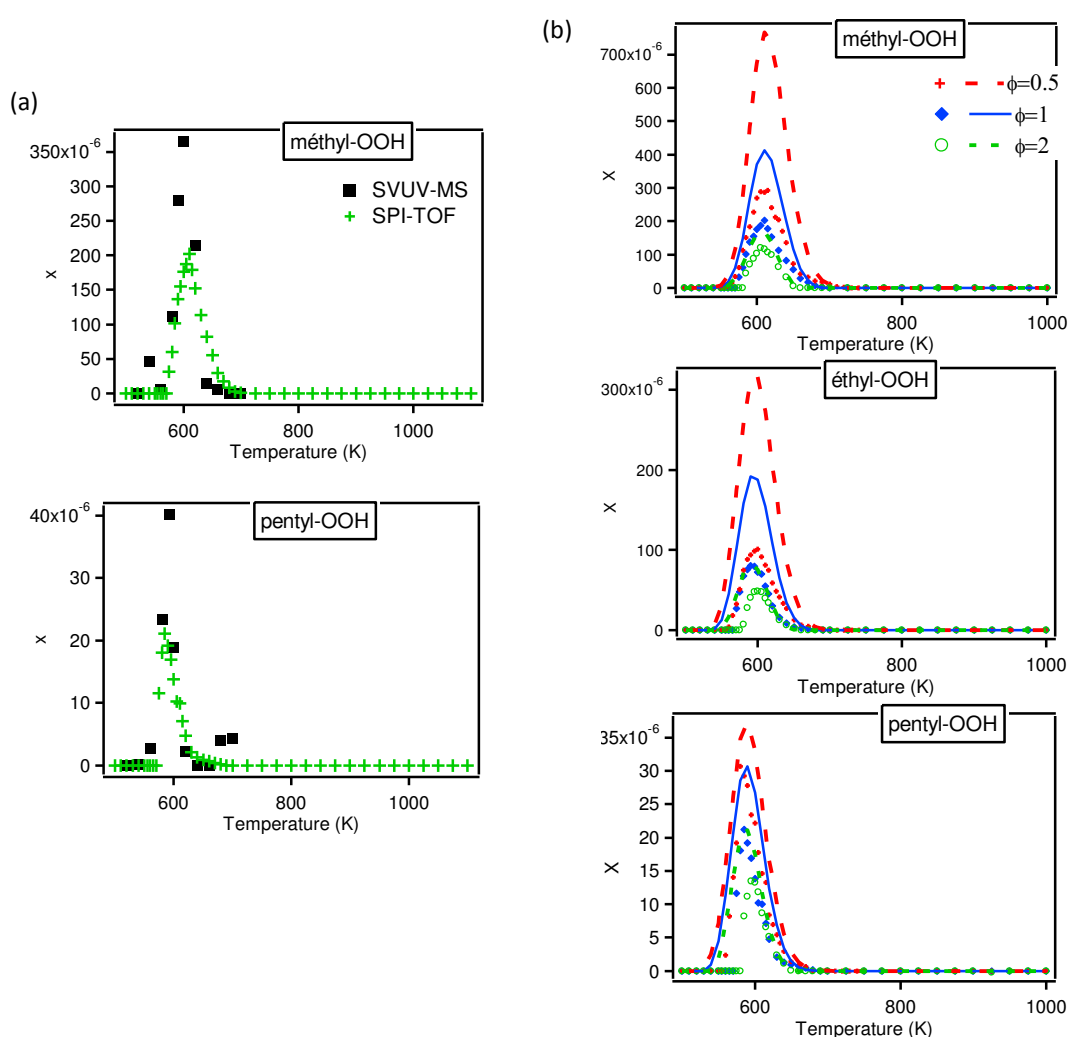 (a)
méthyl-OOH
350x10⁻⁶
300
250
200
150
100
50
0
x
SVUV-MS
SPI-TOF
600
800
1000
Temperature (K)
pentyl-OOH
40x10⁻⁶
30
20
10
0
x
600
800
1000
Temperature (K)
(b)
méthyl-OOH
700x10⁻⁶
600
500
400
300
200
100
0
X
ϕ=0.5
ϕ=1
ϕ=2
600
800
1000
Temperature (K)
éthyl-OOH
300x10⁻⁶
200
100
0
X
600
800
1000
Temperature (K)
pentyl-OOH
35x10⁻⁶
30
25
20
15
10
5
0
X
600
800
1000
Temperature (K)